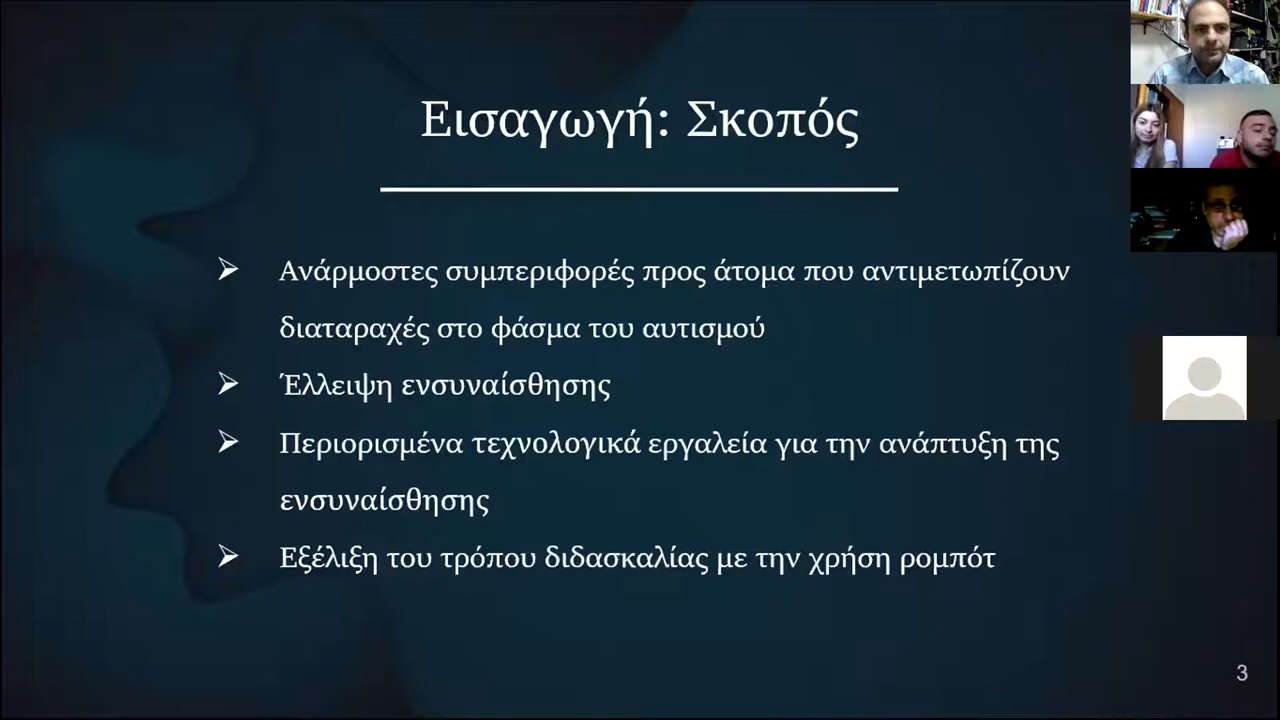 Εισαγωγή: Σκοπός
➢ Ανάρμοστες συμπεριφορές προς άτομα που αντιμετωπίζουν
διαταραχές στο φάσμα του αυτισμού
➢ Έλλειψη ενσυναίσθησης
➢ Περιορισμένα τεχνολογικά εργαλεία για την ανάπτυξη της
ενσυναίσθησης
➢ Εξέλιξη του τρόπου διδασκαλίας με την χρήση ρομπότ
3